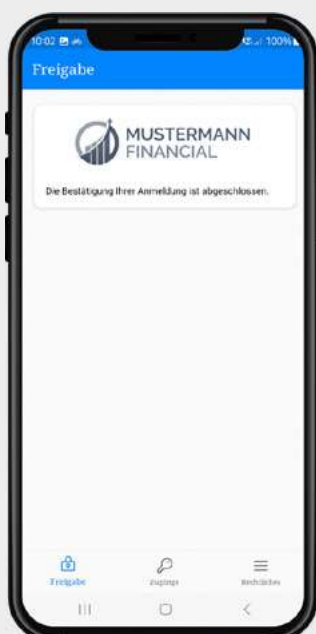 10:02
100%
Freigabe
MUSTERMANN
FINANCIAL
Die Bestätigung Ihrer Anmeldung ist abgeschlossen.
Freigabe
Zugänge
Rechtliches